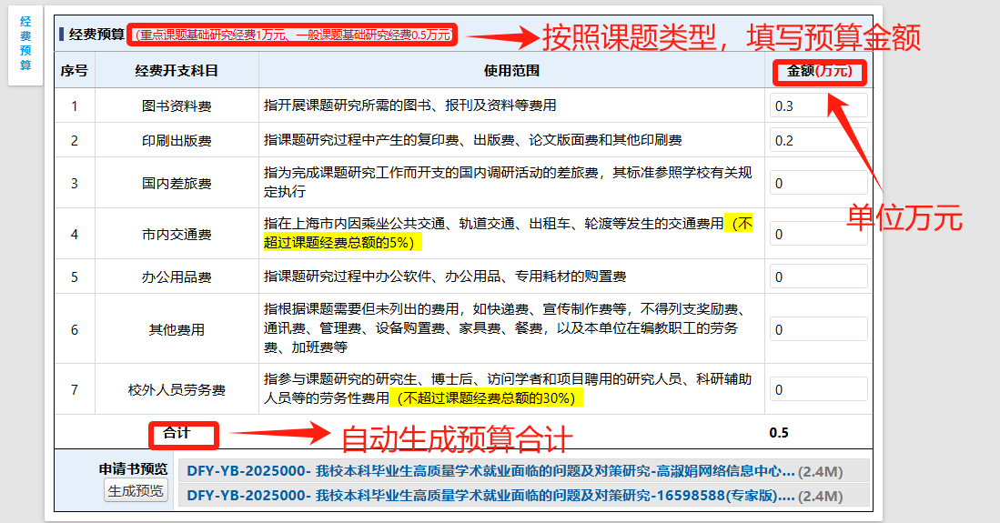 经费预算
经费预算 (重点课题基础研究经费1万元、一般课题基础研究经费0.5万元)
按照课题类型，填写预算金额
序号 经费开支科目 使用范围 金额(万元)
1 图书资料费 指开展课题研究所需的图书、报刊及资料等费用 0.3
2 印刷出版费 指课题研究过程中产生的复印费、出版费、论文版面费和其他印刷费 0.2
3 国内差旅费 指为完成课题研究工作而开支的国内调研活动的差旅费，其标准参照学校有关规
定执行 0
单位万元
4 市内交通费 指在上海市内因乘坐公共交通、轨道交通、出租车、轮渡等发生的交通费用（不
超过课题经费总额的5%） 0
5 办公用品费 指课题研究过程中办公软件、办公用品、专用耗材的购置费 0
6 其他费用 指根据课题需要但未列出的费用，如快递费、宣传制作费等，不得列支奖励费、
通讯费、管理费、设备购置费、家具费、餐费，以及本单位在编教职工的劳务
费、加班费等 0
7 校外人员劳务费 指参与课题研究的研究生、博士后、访问学者和项目聘用的研究人员、科研辅助
人员等的劳务性费用（不超过课题经费总额的30%） 0
合计 0.5
自动生成预算合计
申请书预览
生成预览
DFY-YB-2025000- 我校本科毕业生高质量学术就业面临的问题及对策研究-高淑娟网络信息中心... (2.4M)
DFY-YB-2025000- 我校本科毕业生高质量学术就业面临的问题及对策研究-16598588(专家版).... (2.4M)